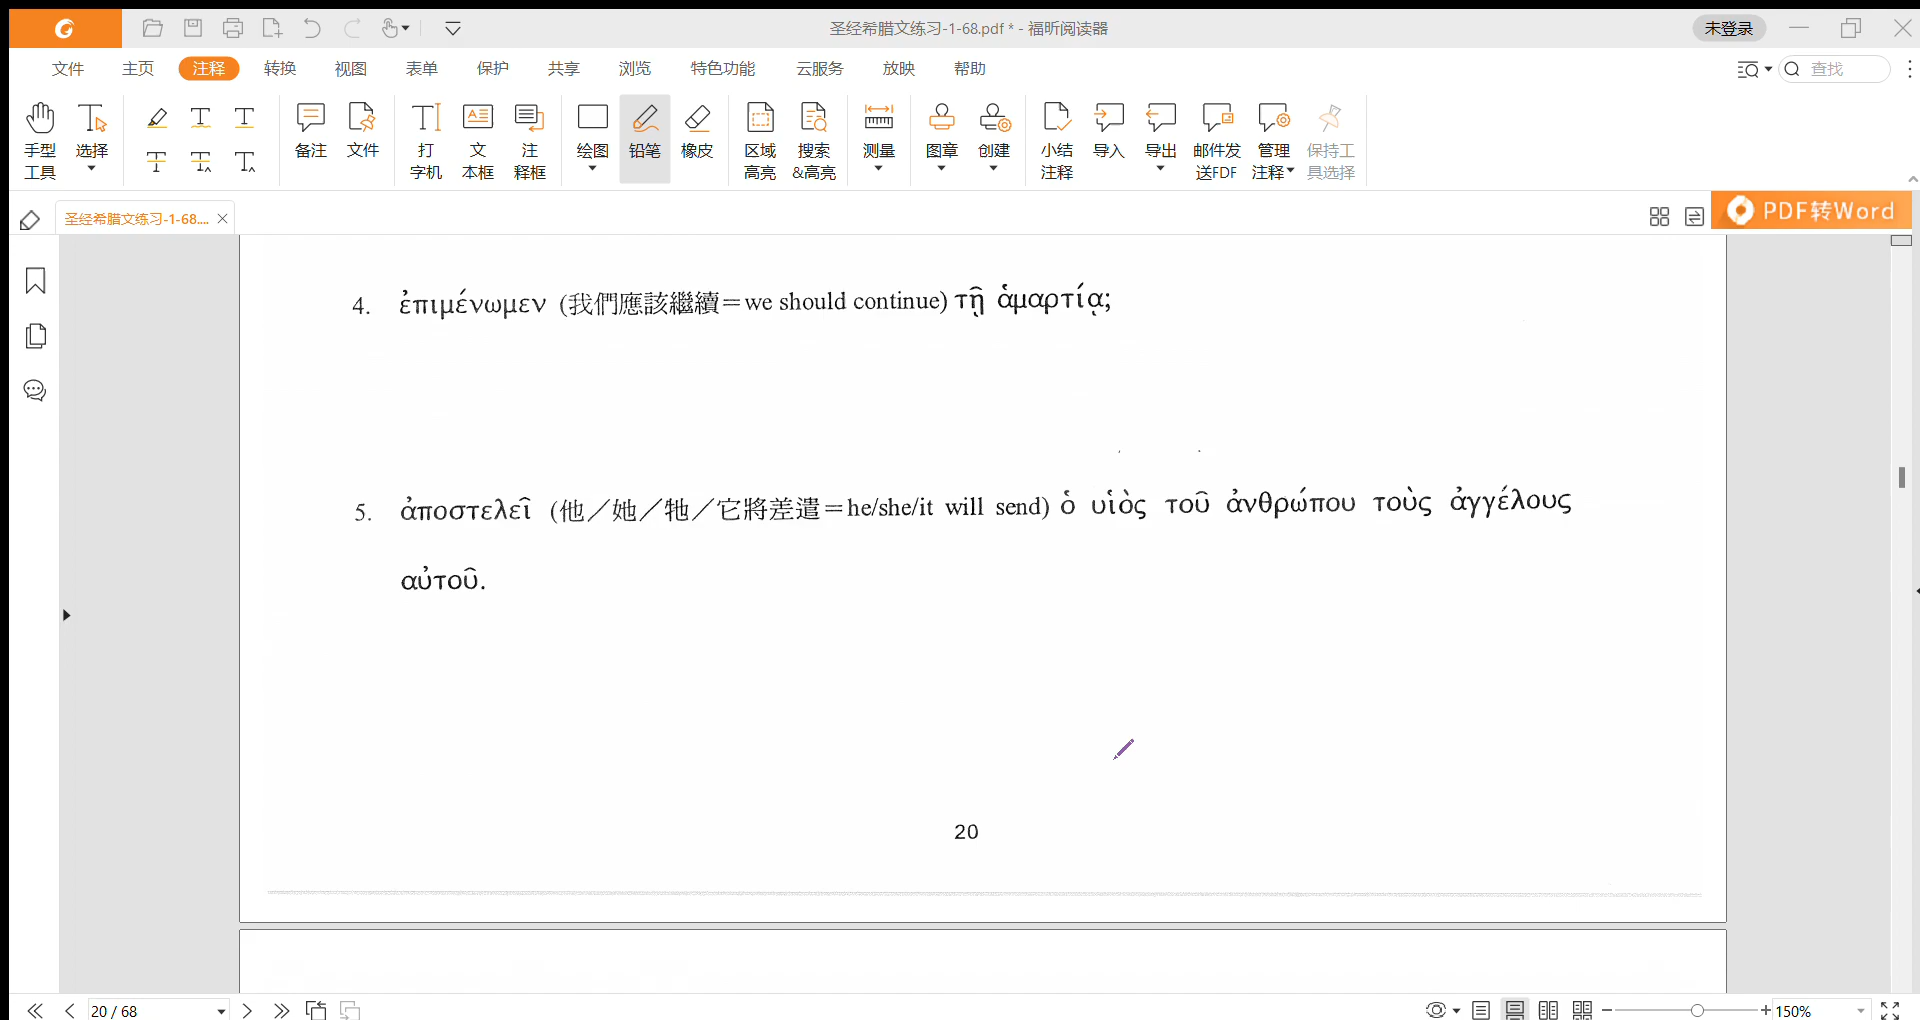 圣经希腊文练习-1-68.pdf * - 福昕阅读器
未登录
文件 主页 注释 转换 视图 表单 保护 共享 浏览 特色功能 云服务 放映 帮助
查找
手型工具 选择 备注 文件 打字机 文本框 注释框 绘图 铅笔 橡皮 区域高亮 搜索&高亮 测量 图章 创建 小结注释 导入 导出 邮件发送FDF 管理注释 保持工具选择
圣经希腊文练习-1-68....
PDF转Word
4. ἐπιμένωμεν (我們應該繼續=we should continue) τῇ ἁμαρτίᾳ;
5. ἀποστελεῖ (他／她／牠／它將差遣=he/she/it will send) ὁ υἱὸς τοῦ ἀνθρώπου τοὺς ἀγγέλους
αὐτοῦ.
20
20 / 68
150%